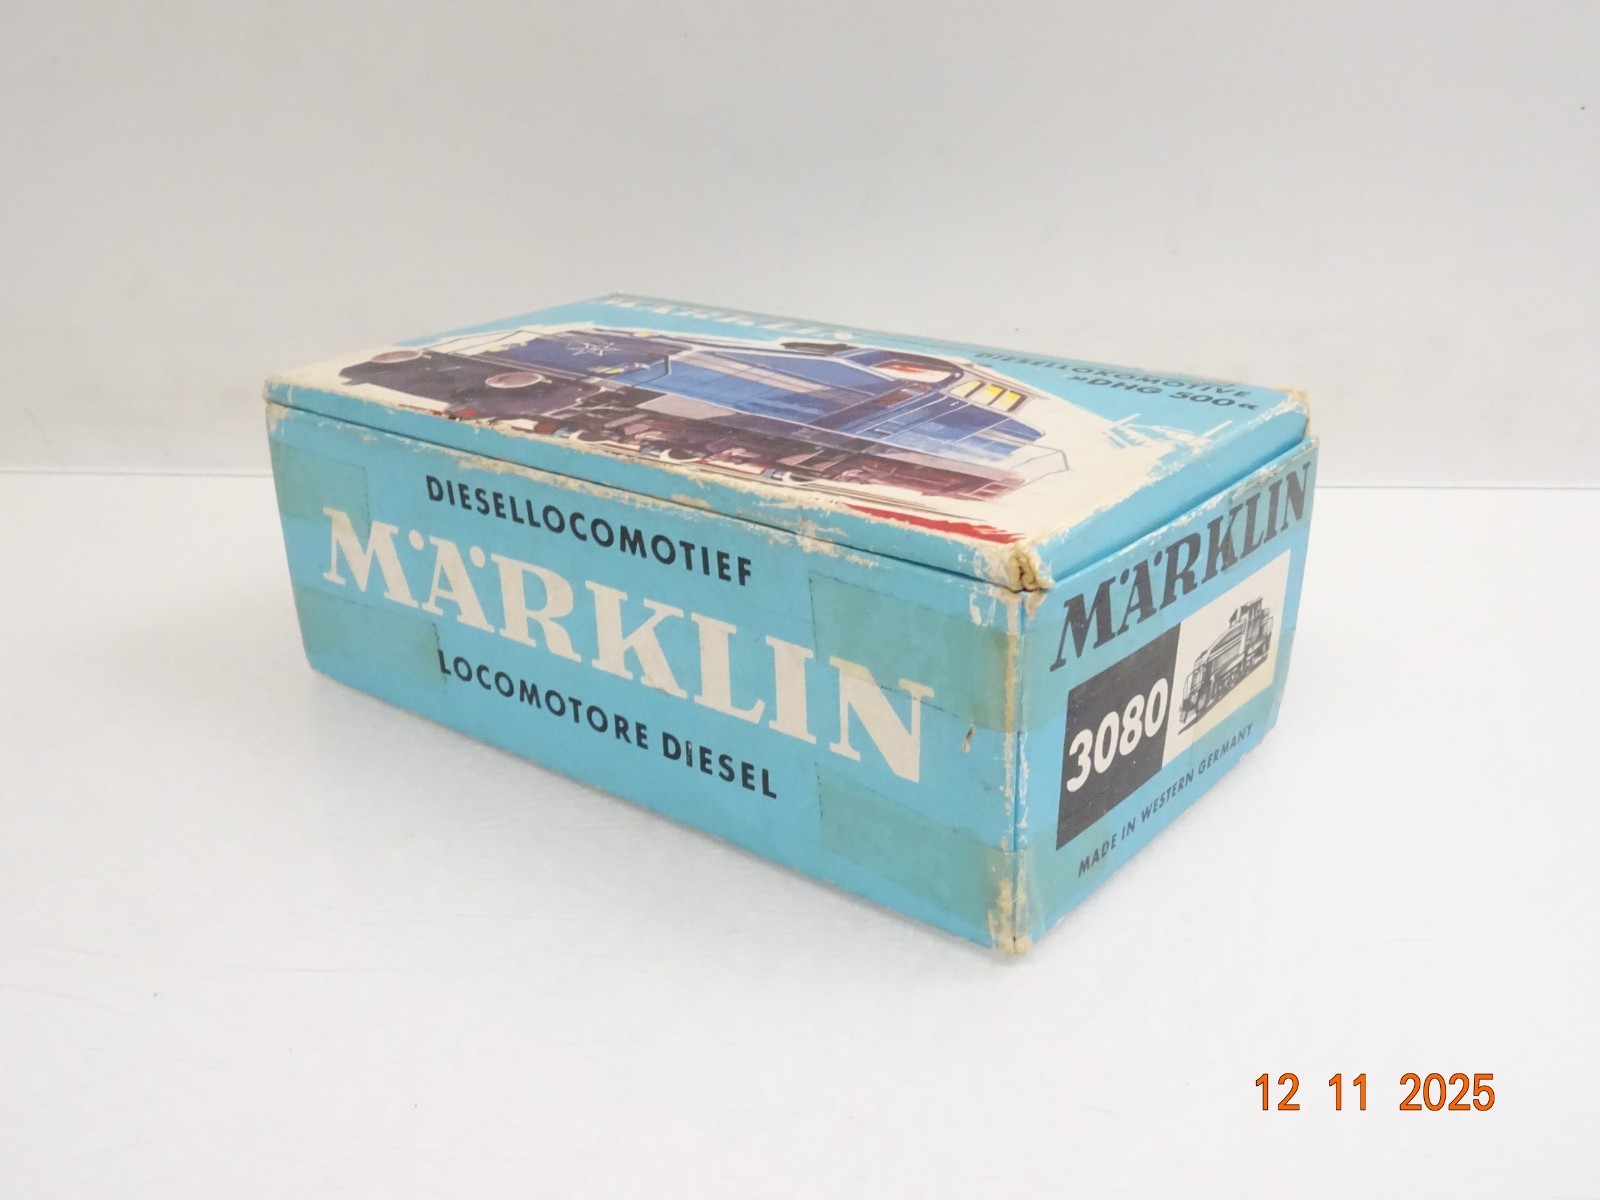 MÄRKLIN
DIESELLOKOMOTIVE
»DHG 500«
DIESELLOCOMOTIEF
MÄRKLIN
LOCOMOTORE DIESEL
MÄRKLIN
3080
MADE IN WESTERN GERMANY
12 11 2025